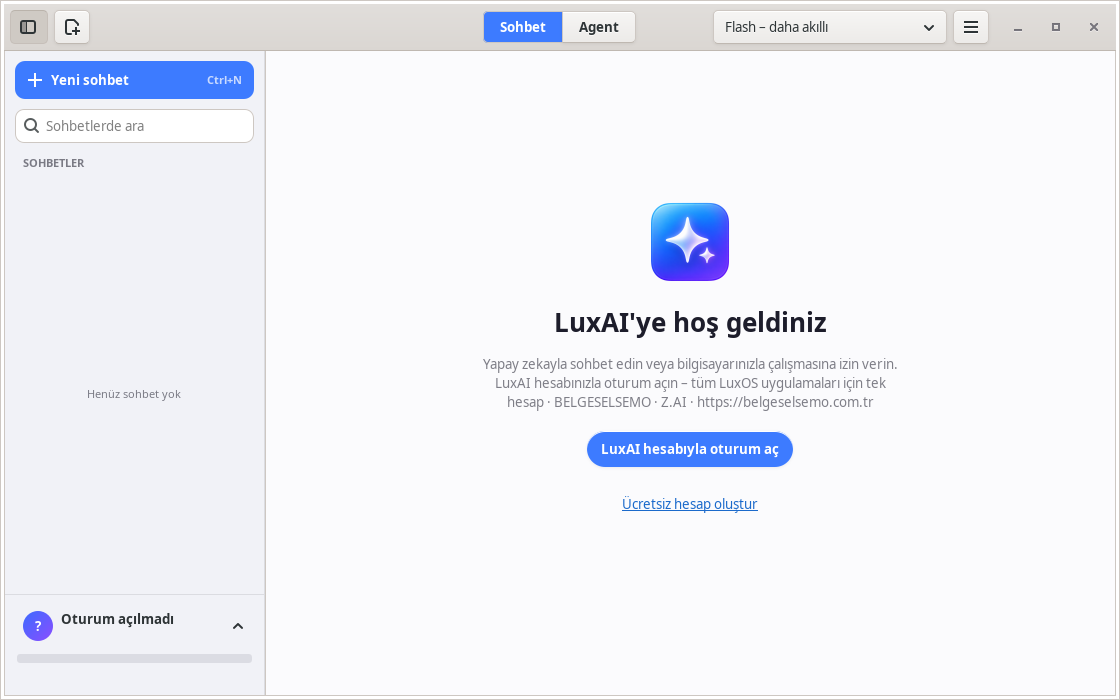 Sohbet
Agent
Flash – daha akıllı
Yeni sohbet
Ctrl+N
Sohbetlerde ara
SOHBETLER
Henüz sohbet yok
LuxAI'ye hoş geldiniz
Yapay zekayla sohbet edin veya bilgisayarınızla çalışmasına izin verin.
LuxAI hesabınızla oturum açın – tüm LuxOS uygulamaları için tek
hesap · BELGESELSEMO · Z.AI · https://belgeselsemo.com.tr
LuxAI hesabıyla oturum aç
Ücretsiz hesap oluştur
?
Oturum açılmadı